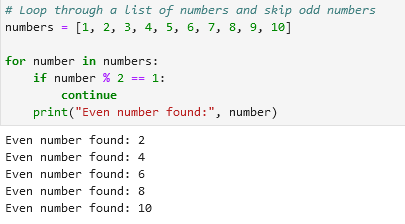 # Loop through a list of numbers and skip odd numbers
numbers = [1, 2, 3, 4, 5, 6, 7, 8, 9, 10]

for number in numbers:
    if number % 2 == 1:
        continue
    print("Even number found:", number)

Even number found: 2
Even number found: 4
Even number found: 6
Even number found: 8
Even number found: 10